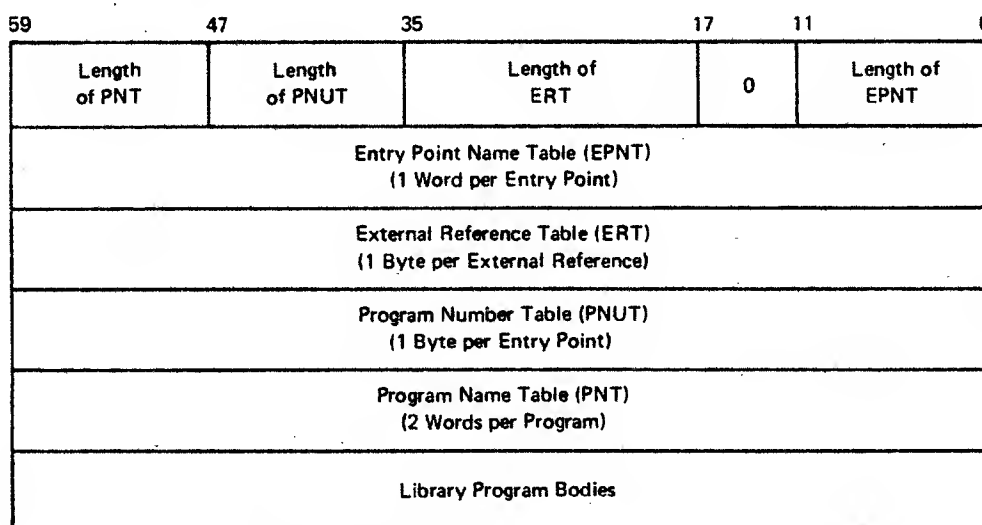 59 47 35 17 11
Length of PNT
Length of PNUT
Length of ERT
0
Length of EPNT
Entry Point Name Table (EPNT)
(1 Word per Entry Point)
External Reference Table (ERT)
(1 Byte per External Reference)
Program Number Table (PNUT)
(1 Byte per Entry Point)
Program Name Table (PNT)
(2 Words per Program)
Library Program Bodies